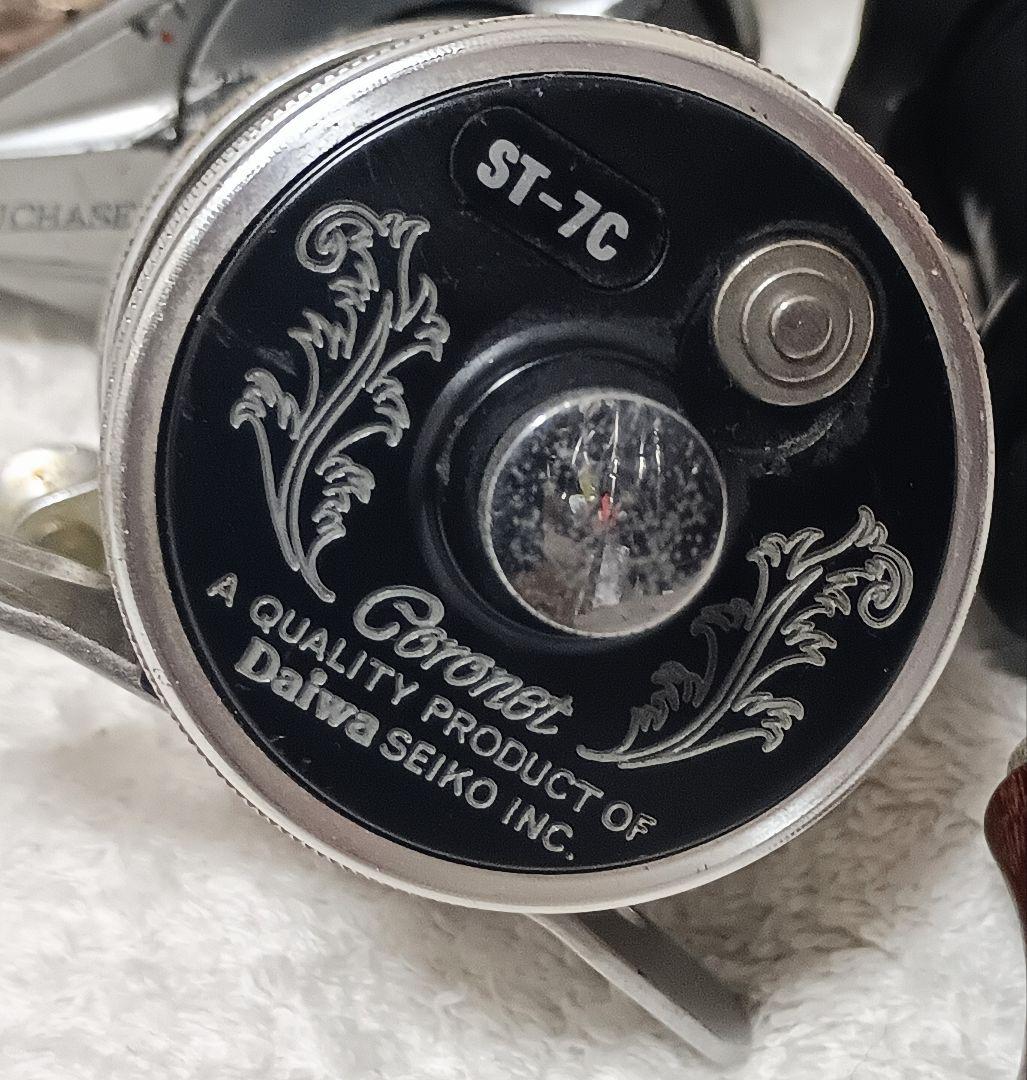 ST-7C
Coronet
A QUALITY PRODUCT OF
Daiwa SEIKO INC.